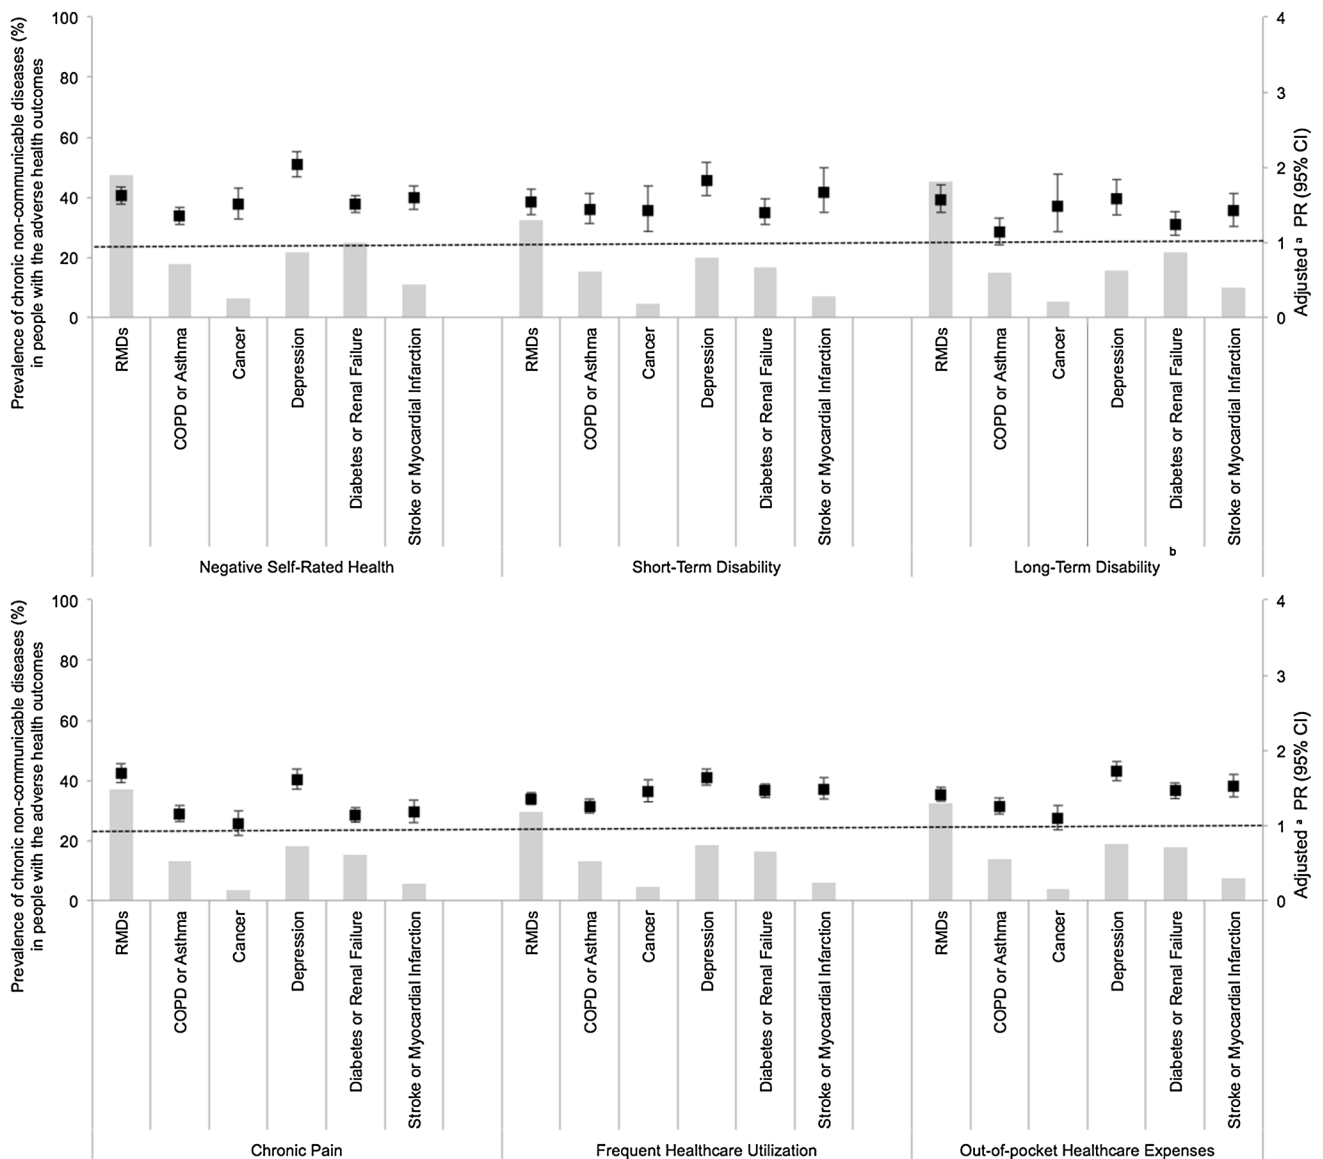 Prevalence of chronic non-communicable diseases (%)
in people with the adverse health outcomes
100
80
60
40
20
0
4
3
2
1
0
Adjusted ª PR (95% CI)
RMDs
COPD or Asthma
Cancer
Depression
Diabetes or Renal Failure
Stroke or Myocardial Infarction
RMDs
COPD or Asthma
Cancer
Depression
Diabetes or Renal Failure
Stroke or Myocardial Infarction
RMDs
COPD or Asthma
Cancer
Depression
Diabetes or Renal Failure
Stroke or Myocardial Infarction
Negative Self-Rated Health
Short-Term Disability
Long-Term Disability b
Prevalence of chronic non-communicable diseases (%)
in people with the adverse health outcomes
100
80
60
40
20
0
4
3
2
1
0
Adjusted ª PR (95% CI)
RMDs
COPD or Asthma
Cancer
Depression
Diabetes or Renal Failure
Stroke or Myocardial Infarction
RMDs
COPD or Asthma
Cancer
Depression
Diabetes or Renal Failure
Stroke or Myocardial Infarction
RMDs
COPD or Asthma
Cancer
Depression
Diabetes or Renal Failure
Stroke or Myocardial Infarction
Chronic Pain
Frequent Healthcare Utilization
Out-of-pocket Healthcare Expenses